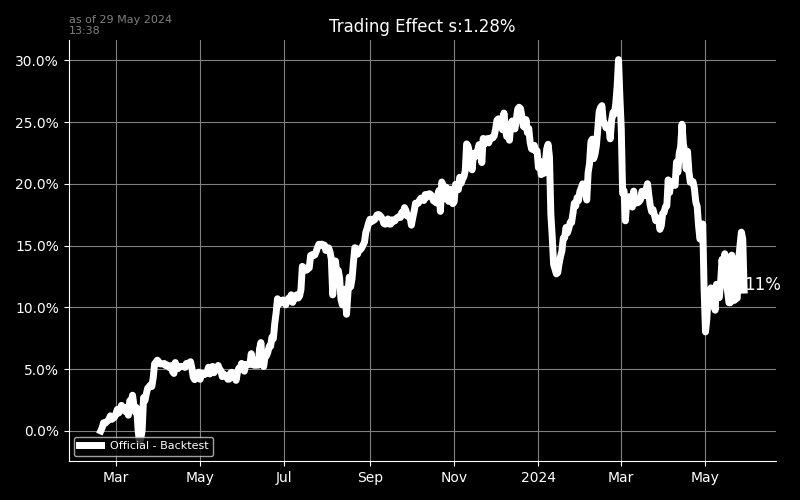 as of 29 May 2024
13:38
Trading Effect s:1.28%
30.0%
25.0%
20.0%
15.0%
10.0%
5.0%
0.0%
11%
Official - Backtest
Mar May Jul Sep Nov 2024 Mar May